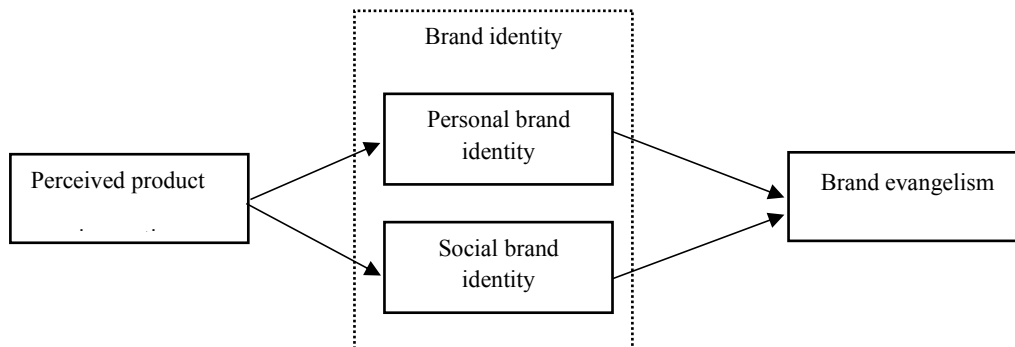 Brand identity
Personal brand
identity
Perceived product
Brand evangelism
Social brand
identity